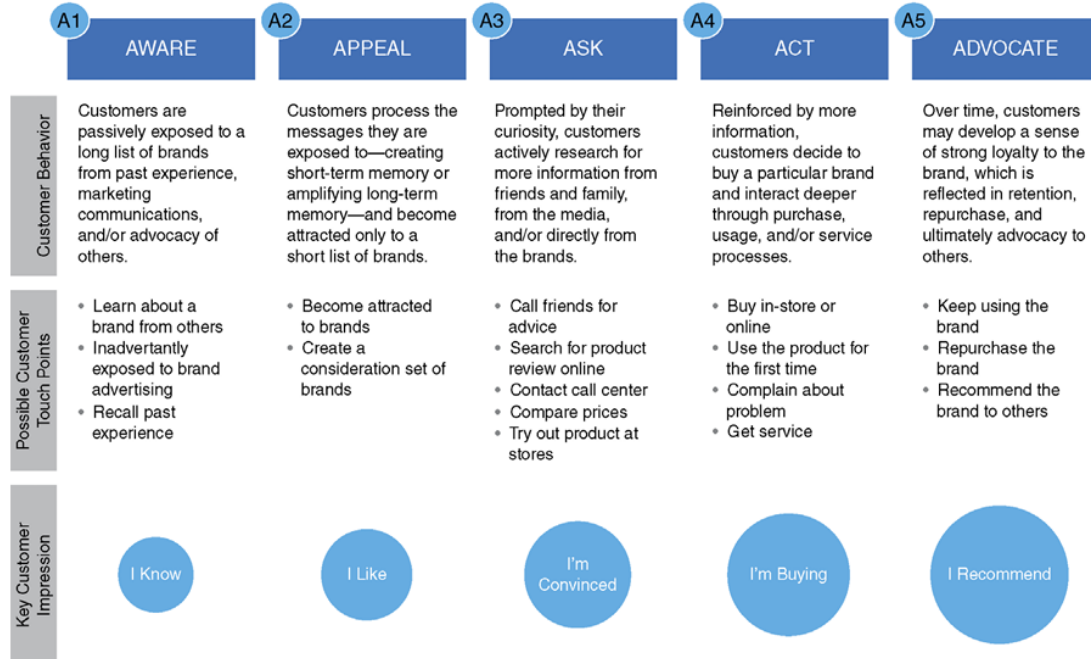 A1
AWARE
A2
APPEAL
A3
ASK
A4
ACT
A5
ADVOCATE
Customer Behavior
Customers are
passively exposed to a
long list of brands
from past experience,
marketing
communications,
and/or advocacy of
others.
Customers process the
messages they are
exposed to—creating
short-term memory or
amplifying long-term
memory—and become
attracted only to a
short list of brands.
Prompted by their
curiosity, customers
actively research for
more information from
friends and family,
from the media,
and/or directly from
the brands.
Reinforced by more
information,
customers decide to
buy a particular brand
and interact deeper
through purchase,
usage, and/or service
processes.
Over time, customers
may develop a sense
of strong loyalty to the
brand, which is
reflected in retention,
repurchase, and
ultimately advocacy to
others.
Possible Customer
Touch Points
• Learn about a
brand from others
• Inadvertently
exposed to brand
advertising
• Recall past
experience
• Become attracted
to brands
• Create a
consideration set of
brands
• Call friends for
advice
• Search for product
review online
• Contact call center
• Compare prices
• Try out product at
stores
• Buy in-store or
online
• Use the product for
the first time
• Complain about
problem
• Get service
• Keep using the
brand
• Repurchase the
brand
• Recommend the
brand to others
Key Customer
Impression
I Know
I Like
I'm
Convinced
I'm Buying
I Recommend